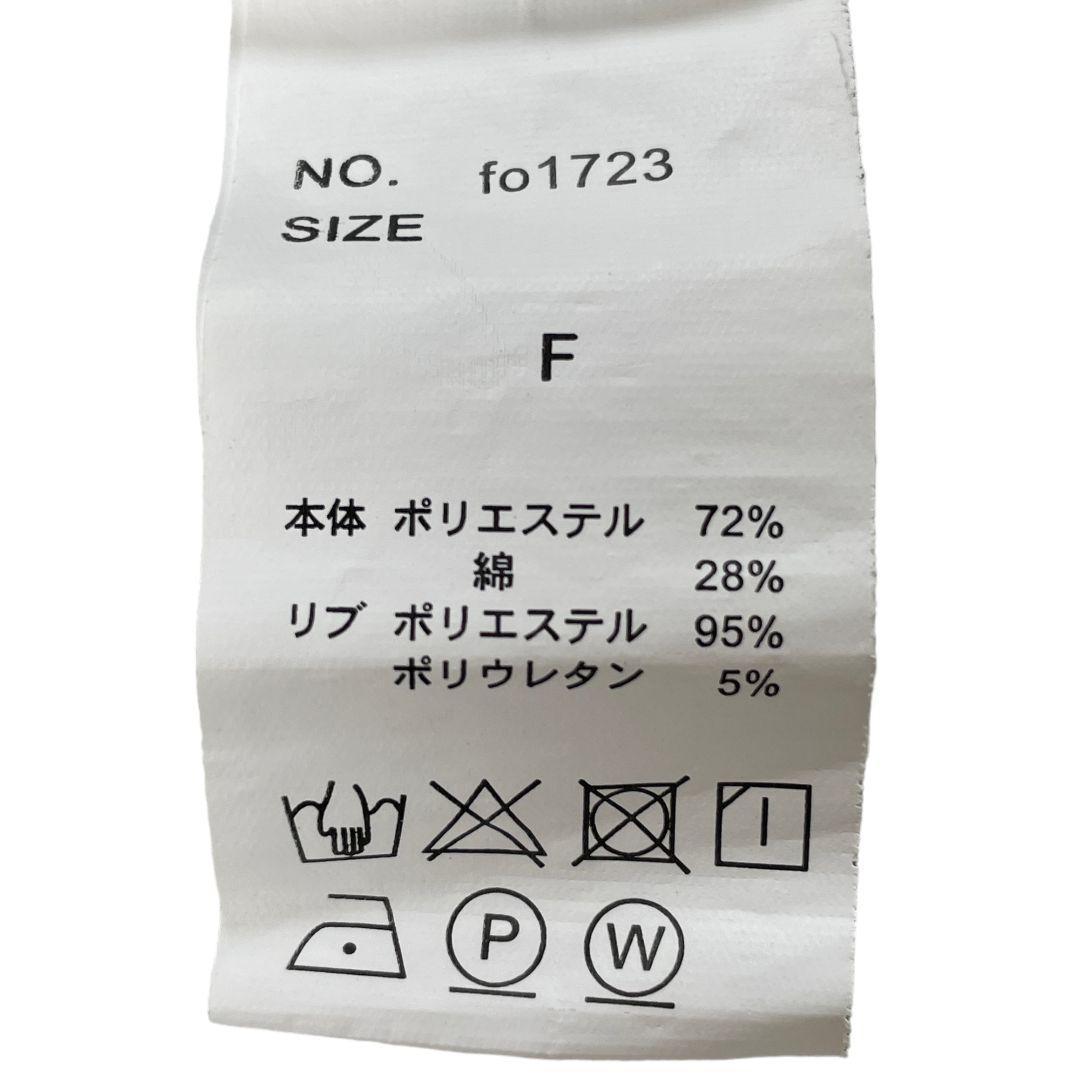 NO. fo1723
SIZE
F
本体 ポリエステル 72%
綿 28%
リブ ポリエステル 95%
ポリウレタン 5%
P W